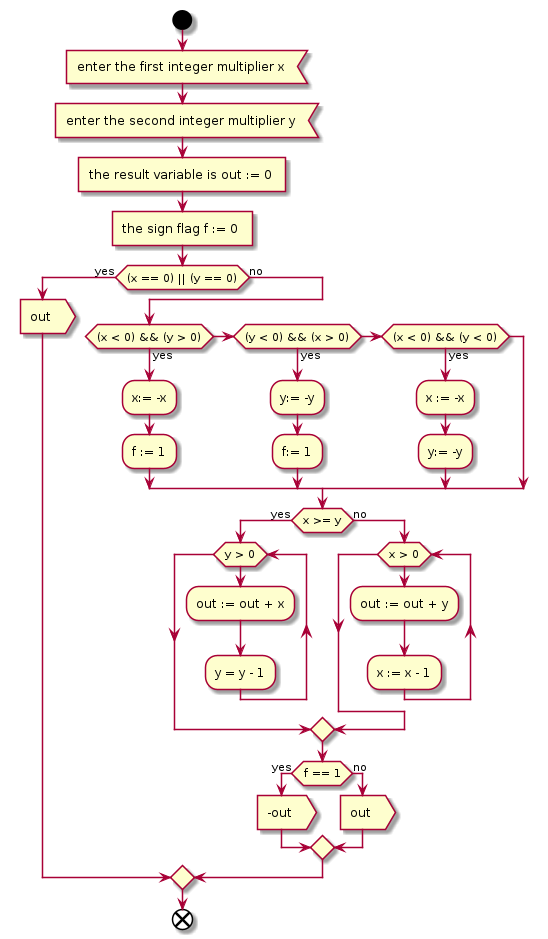 enter the first integer multiplier x
enter the second integer multiplier y
the result variable is out := 0
the sign flag f := 0
yes
(x == 0) || (y == 0)
no
out
(x < 0) && (y > 0)
(y < 0) && (x > 0)
(x < 0) && (y < 0)
yes
yes
yes
x:= -x
y:= -y
x := -x
f := 1
f:= 1
y:= -y
yes
x >= y
no
y > 0
x > 0
out := out + x
out := out + y
y = y - 1
x := x - 1
yes
f == 1
no
-out
out